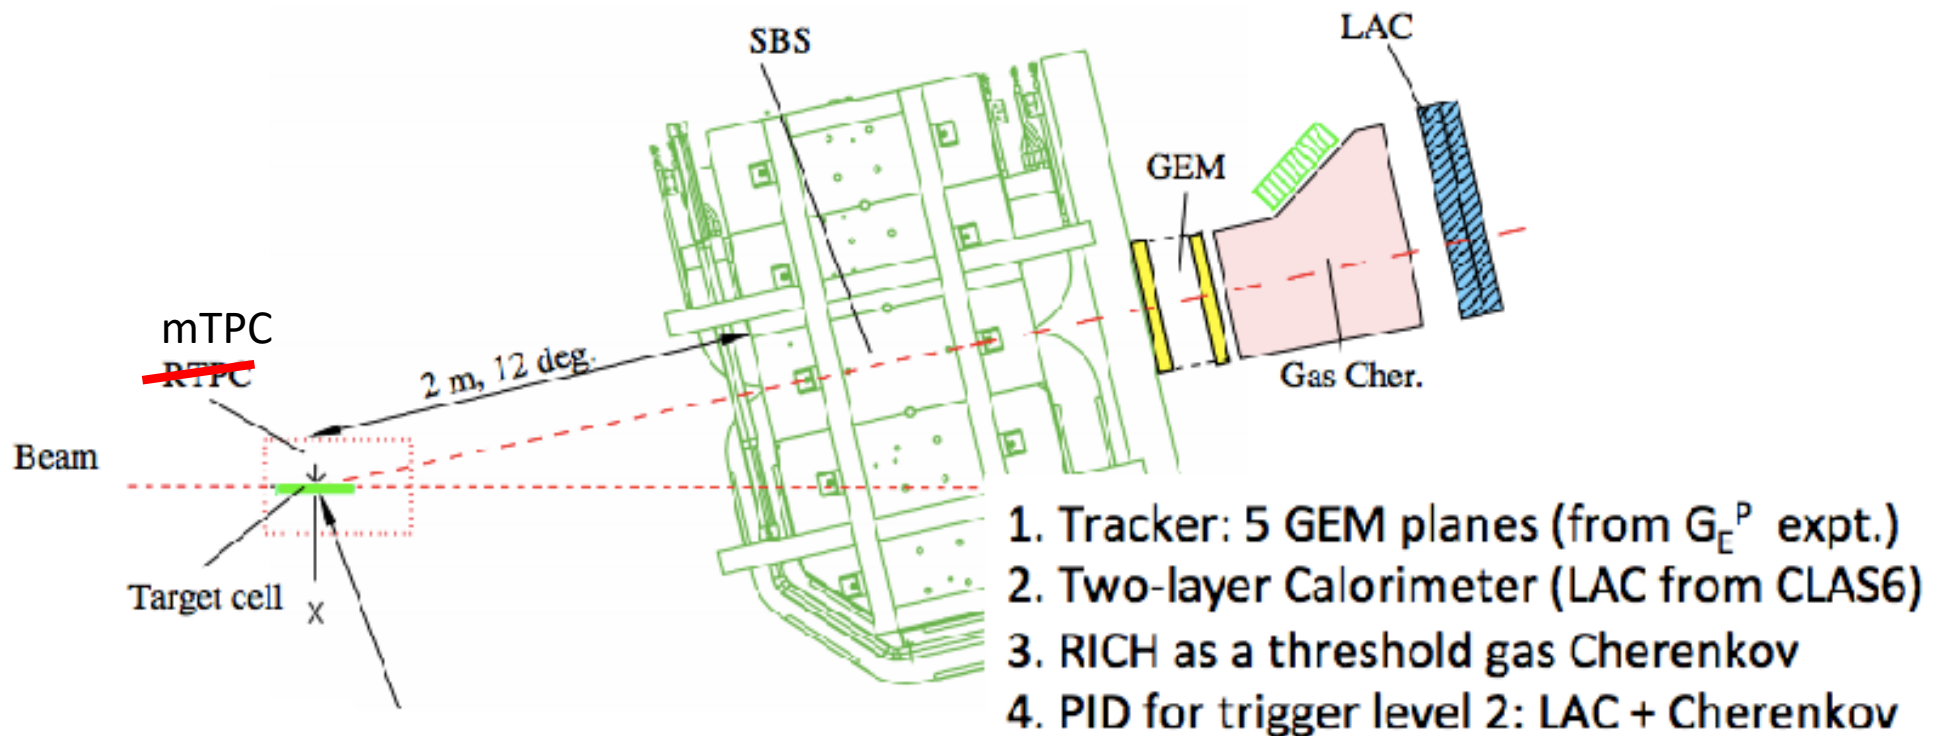 SBS
LAC
GEM
mTPC
RTPC
2 m, 12 deg.
Gas Cher.
Beam
Target cell
X
1. Tracker: 5 GEM planes (from G_E^P expt.)
2. Two-layer Calorimeter (LAC from CLAS6)
3. RICH as a threshold gas Cherenkov
4. PID for trigger level 2: LAC + Cherenkov